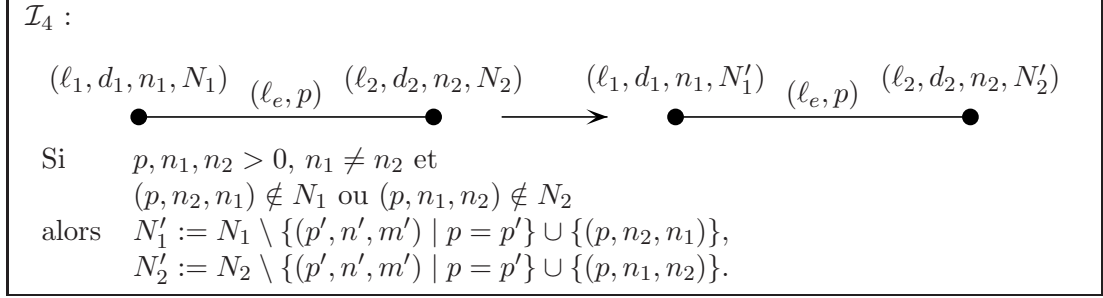 𝓘₄ :
(ℓ₁, d₁, n₁, N₁) (ℓₑ, p) (ℓ₂, d₂, n₂, N₂) (ℓ₁, d₁, n₁, N′₁) (ℓₑ, p) (ℓ₂, d₂, n₂, N′₂)
Si p, n₁, n₂ > 0, n₁ ≠ n₂ et
(p, n₂, n₁) ∉ N₁ ou (p, n₁, n₂) ∉ N₂
alors N′₁ := N₁ \ {(p′, n′, m′) | p = p′} ∪ {(p, n₂, n₁)},
N′₂ := N₂ \ {(p′, n′, m′) | p = p′} ∪ {(p, n₁, n₂)}.